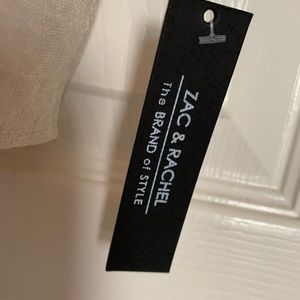 ZAC & RACHEL
The BRAND of STYLE